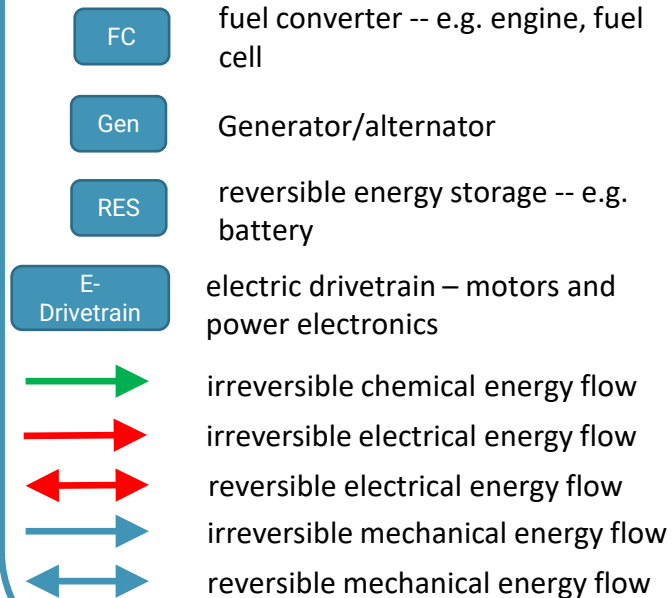 FC
fuel converter -- e.g. engine, fuel
cell
Gen
Generator/alternator
RES
reversible energy storage -- e.g.
battery
E-
Drivetrain
electric drivetrain – motors and
power electronics
irreversible chemical energy flow
irreversible electrical energy flow
reversible electrical energy flow
irreversible mechanical energy flow
reversible mechanical energy flow